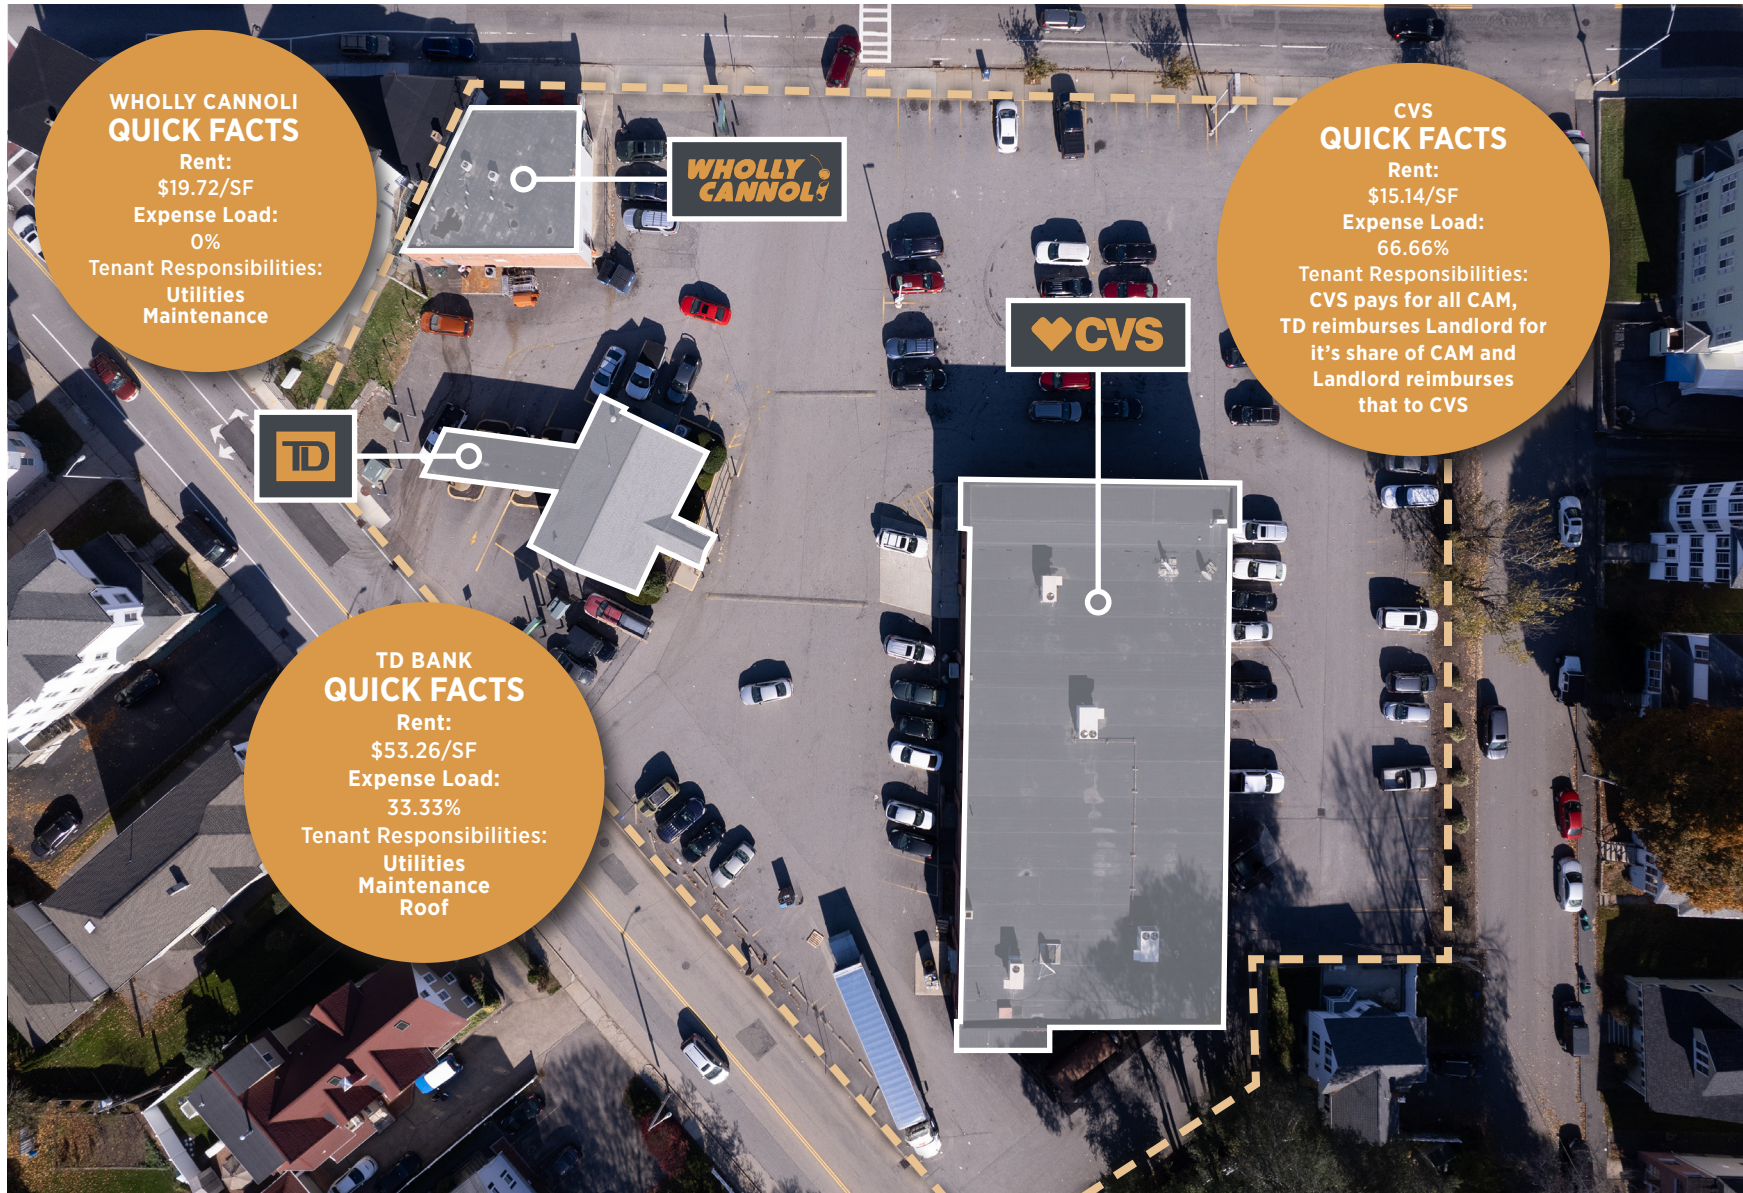 WHOLLY CANNOLI
QUICK FACTS
Rent:
$19.72/SF
Expense Load:
0%
Tenant Responsibilities:
Utilities
Maintenance
WHOLLY
CANNOLI
CVS
QUICK FACTS
Rent:
$15.14/SF
Expense Load:
66.66%
Tenant Responsibilities:
CVS pays for all CAM,
TD reimburses Landlord for
it's share of CAM and
Landlord reimburses
that to CVS
CVS
TD
TD BANK
QUICK FACTS
Rent:
$53.26/SF
Expense Load:
33.33%
Tenant Responsibilities:
Utilities
Maintenance
Roof